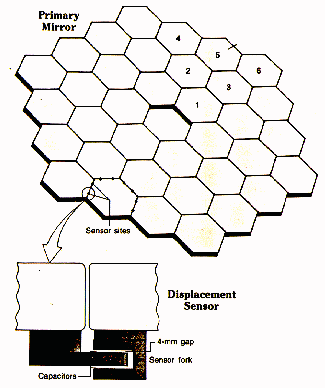 Primary
Mirror
4
5
2
6
3
1
Sensor sites
Displacement
Sensor
4-mm gap
Sensor fork
Capacitors